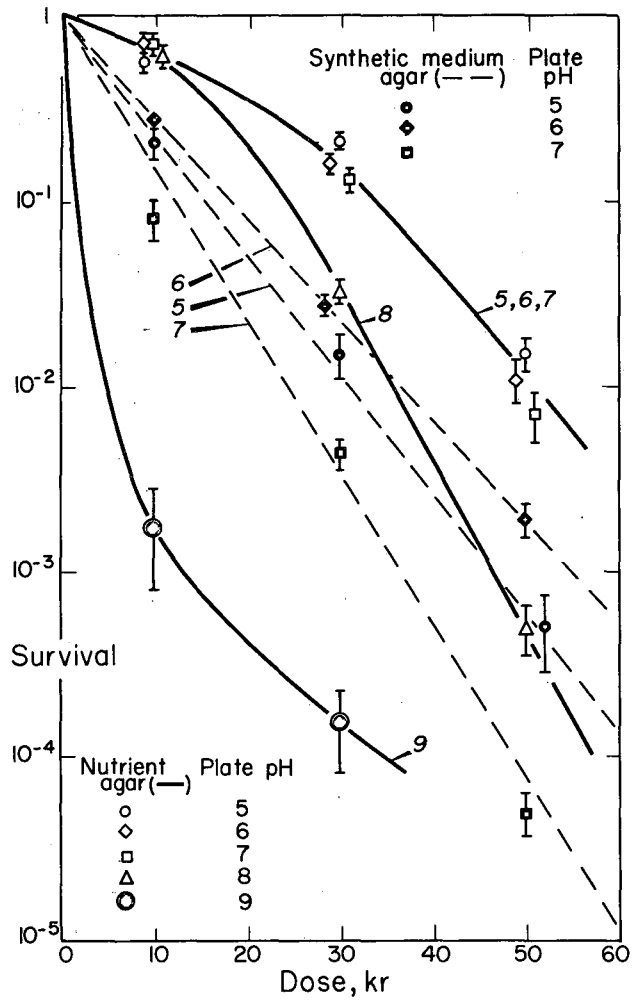 1
10-1
10-2
10-3
10-4
10-5
Survival
Synthetic medium Plate
agar (— —) pH
5
6
7
6
5
7
8
5,6,7
9
Nutrient Plate pH
agar (—)
5
6
7
8
9
0 10 20 30 40 50 60
Dose, kr